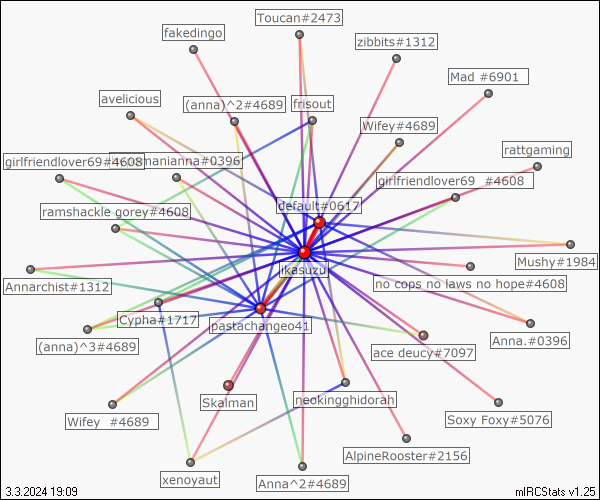 Toucan#2473
fakedingo
zibbits#1312
Mad #6901
avelicious
(anna)^2#4689
frisout
Wifey#4689
rattgaming
girlfriendlover69#4608
manianna#0396
girlfriendlover69 #4608
default#0617
ramshackle gorey#4608
Mushy#1984
ikasuzu
no cops no laws no hope#4608
Annarchist#1312
Cypha#1717
pastachangeo41
Anna.#0396
(anna)^3#4689
ace deucy#7097
Skalman
neokingghidorah
Wifey #4689
Soxy Foxy#5076
AlpineRooster#2156
xenoyaut
Anna^2#4689
3.3.2024 19:09
mIRCStats v1.25